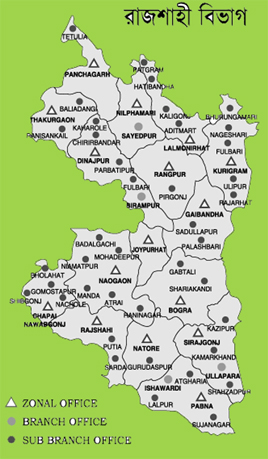 রাজশাহী বিভাগ
TETULIA
PANCHAGARH
PATGRAM
HATIBANDHA
BALIADANGI
NILPHAMARI
KALIGONJ
BHURUNGAMARI
THAKURGAON
KAHAROLE
SAYEDPUR
ADITMART
NAGESHARI
RANISANKAIL
CHIRIRBANDAR
LALMONIRHAT
FULBARI
DINAJPUR
PARBATIPUR
RANGPUR
KURIGRAM
FULBARI
ULIPUR
BIRAMPUR
PIRGONJ
RAJARHAT
GAIBANDHA
SADULLAPUR
BADALGACHI
JOYPURHAT
PALASHBARI
MOHADEEPUR
NIAMATPUR
GABTALI
BHOLAHAT
NAOGAON
SHARIAKANDI
GOMOSTAPUR
SHIBGONJ
NACHOLE
MANDA
ATRAI
BOGRA
CHAPAI
NAWABGONJ
RANINAGAR
RAJSHAHI
KAZIPUR
PUTIA
NATORE
SIRAJGONJ
KAMARKHAND
SARDA
GURUDASPUR
ULLAPARA
ATGHARIA
ISHAWARDI
SHAHZADPUR
LALPUR
PABNA
SUJANAGAR
ZONAL OFFICE
BRANCH OFFICE
SUB BRANCH OFFICE